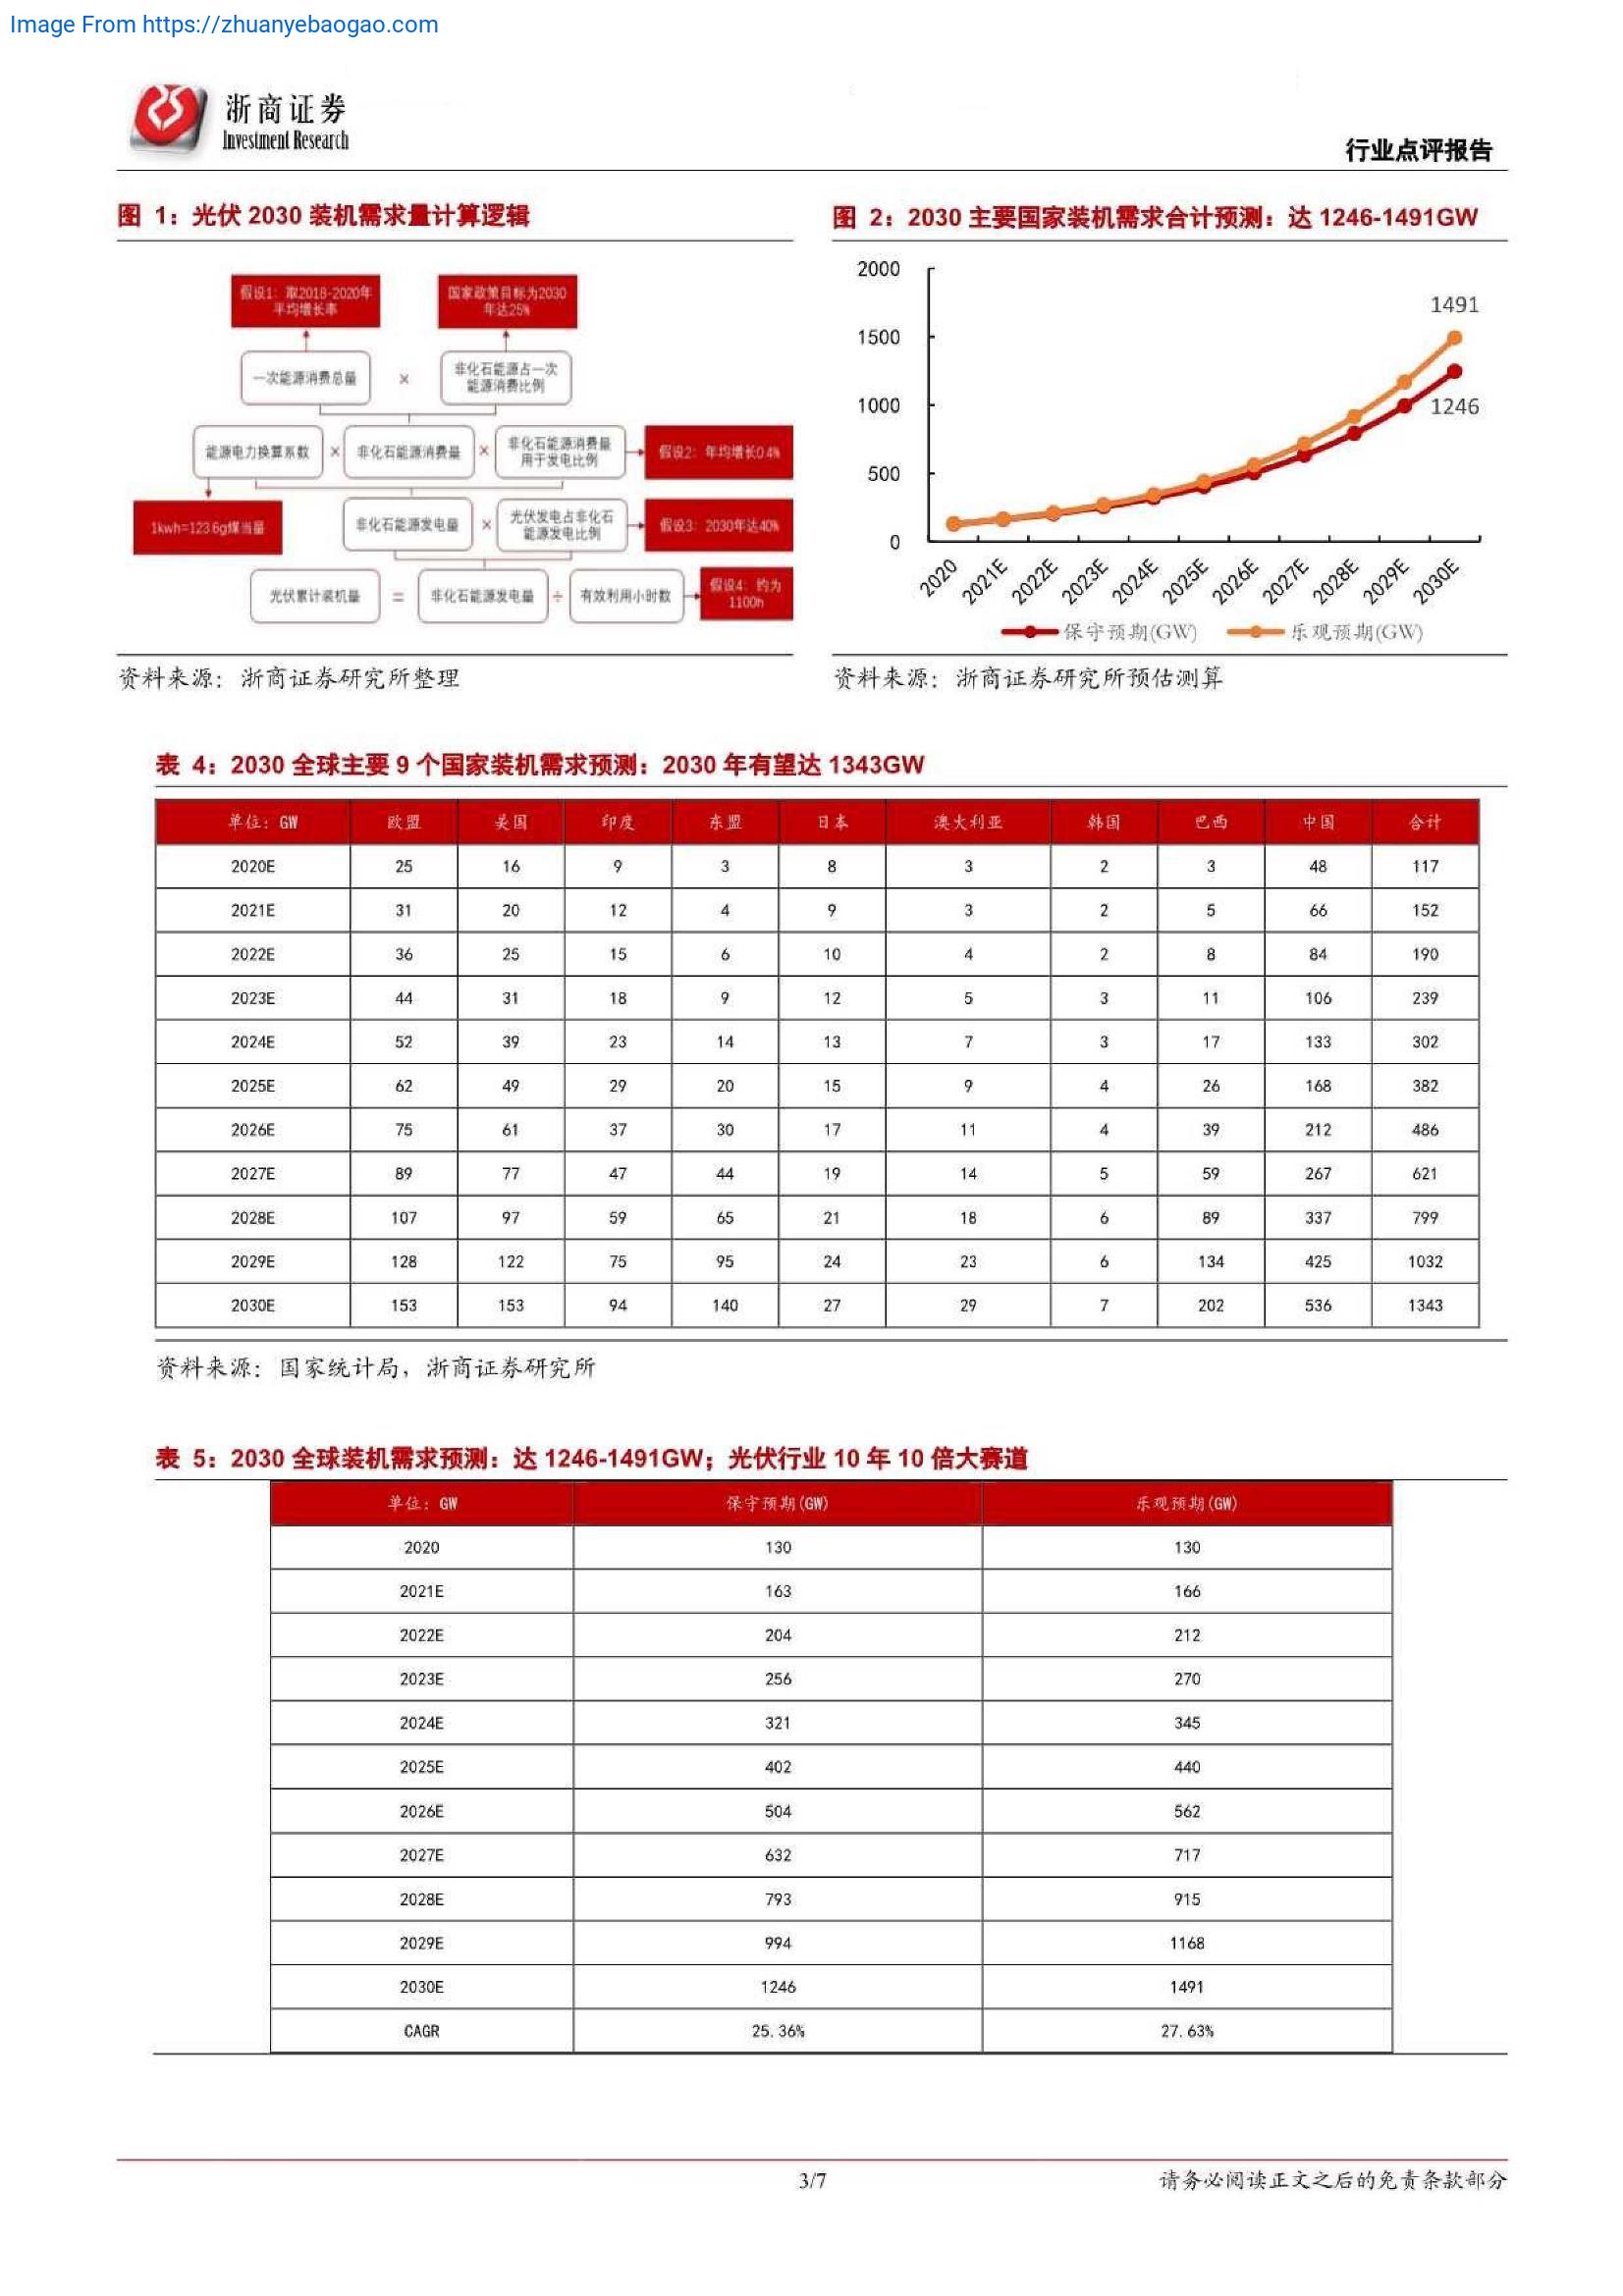 Image From https://zhuanyebaogao.com
浙商证券
Investment Research
行业点评报告
图 1：光伏 2030 装机需求量计算逻辑
假设1：取2018-2020年
平均增长率
国家政策目标为2030
年达25%
一次能源消费总量
×
非化石能源占一次
能源消费比例
能源电力换算系数
×
非化石能源消费量
×
非化石能源消费量
用于发电比例
假设2：年均增长0.4%
1kwh=123.6g煤当量
非化石能源发电量
×
光伏发电占非化石
能源发电比例
假设3：2030年达40%
光伏累计装机量
=
非化石能源发电量
÷
有效利用小时数
假设4：约为
1100h
资料来源：浙商证券研究所整理
图 2：2030 主要国家装机需求合计预测：达 1246-1491GW
2000
1500
1000
500
0
1491
1246
2020 2021E 2022E 2023E 2024E 2025E 2026E 2027E 2028E 2029E 2030E
保守预期(GW) 乐观预期(GW)
资料来源：浙商证券研究所预估测算
表 4：2030 全球主要 9 个国家装机需求预测：2030 年有望达 1343GW
单位：GW 欧盟 美国 印度 东盟 日本 澳大利亚 韩国 巴西 中国 合计
2020E 25 16 9 3 8 3 2 3 48 117
2021E 31 20 12 4 9 3 2 5 66 152
2022E 36 25 15 6 10 4 2 8 84 190
2023E 44 31 18 9 12 5 3 11 106 239
2024E 52 39 23 14 13 7 3 17 133 302
2025E 62 49 29 20 15 9 4 26 168 382
2026E 75 61 37 30 17 11 4 39 212 486
2027E 89 77 47 44 19 14 5 59 267 621
2028E 107 97 59 65 21 18 6 89 337 799
2029E 128 122 75 95 24 23 6 134 425 1032
2030E 153 153 94 140 27 29 7 202 536 1343
资料来源：国家统计局，浙商证券研究所
表 5：2030 全球装机需求预测：达 1246-1491GW；光伏行业 10 年 10 倍大赛道
单位：GW 保守预期(GW) 乐观预期(GW)
2020 130 130
2021E 163 166
2022E 204 212
2023E 256 270
2024E 321 345
2025E 402 440
2026E 504 562
2027E 632 717
2028E 793 915
2029E 994 1168
2030E 1246 1491
CAGR 25.36% 27.63%
3/7
请务必阅读正文之后的免责条款部分